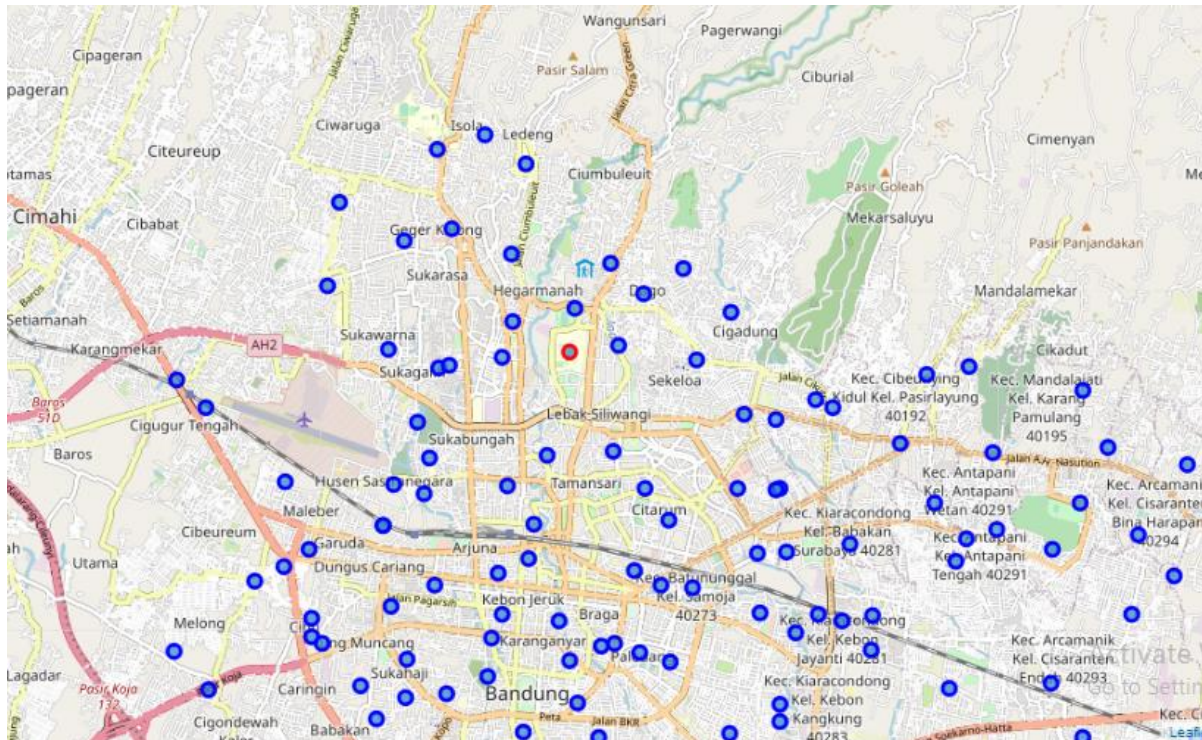 Wangunsari
Pagerwangi
Cipageran
Jalan Ciwaruga
Pasir Salam
Jalan Citra Green
Ciburial
pageran
Ciwaruga
Isola
Ledeng
Cimenyan
Citeureup
Ciumbuleuit
Pasir Goleah
Mekarsaluyu
Cimahi
Cibabat
Geger Kalong
Jalan Ciumbuleuit
Pasir Panjandakan
Sukarasa
Baros
Hegarmanah
Dago
Mandalamekar
Setiamanah
Sukawarna
Cigadung
Karangmekar
AH2
Cikadut
Sekeloa
Kec. Cibeunying
Kidul Kel. Pasirlayung
40192
Kec. Mandalajati
Kel. Karang
Pamulang
40195
Baros
51D
Cigugur Tengah
Lebak Siliwangi
Sukabungah
Baros
Jalan A.H. Nasution
Husen Sastranegara
Tamansari
Kec. Antapani
Kel. Antapani
Wetan 40291
Kec. Arcamanik
Kel. Cisaranten
Bina Harapan
40294
Maleber
Citarum
Kec. Kiaracondong
Kel. Babakan
Surabaya 40281
Cibeureum
Garuda
Arjuna
Kec. Antapani
Kel. Antapani
Tengah 40291
Utama
Dungus Cariang
Jalan Pagarsih
Kebon Jeruk
Braga
Kec. Batununggal
Kel. Samoja
40273
Melong
Karanganyar
Kec. Kiaracondong
Kel. Kebon
Jayanti 40281
Kec. Arcamanik
Kel. Cisaranten
Endah 40293
Lagadar
Sukahaji
Pasir Koja
132
Caringin
Bandung
Kec. Kiaracondong
Kel. Kebon
Kangkung
40283
Cigondewah
Babakan
Peta
Jalan BKR
Soekarno-Hatta